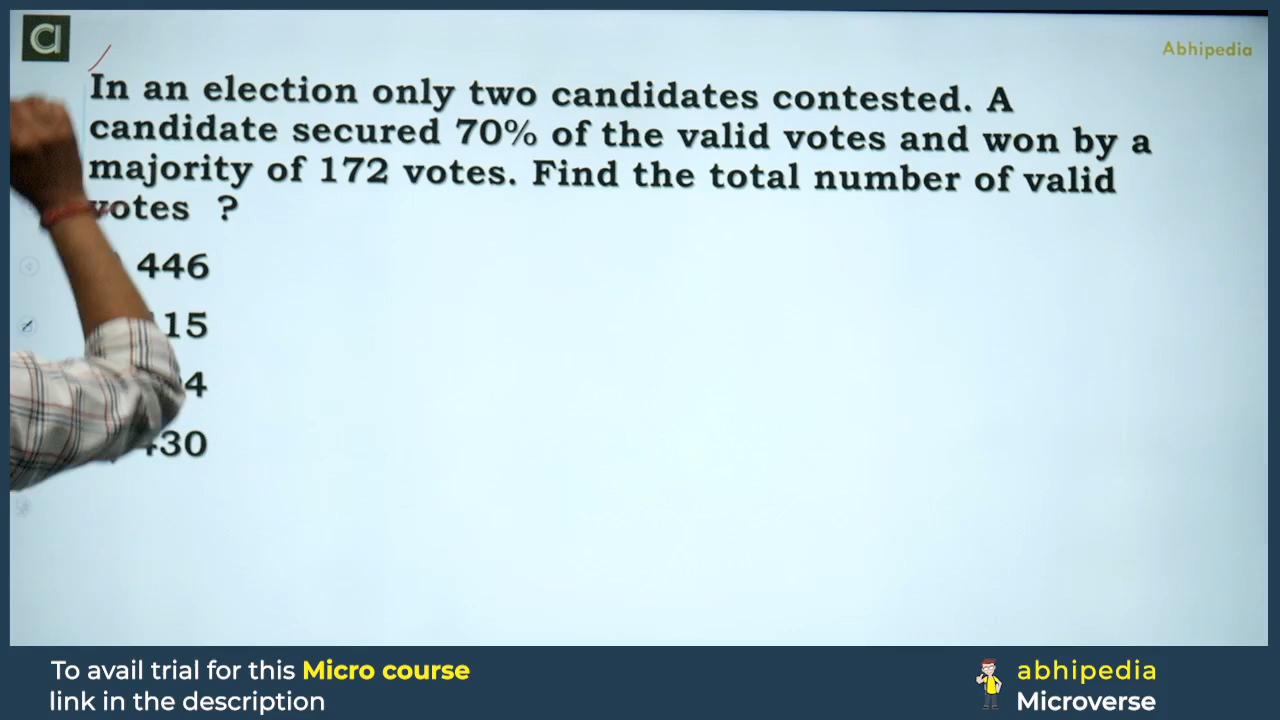 Abhipedia
In an election only two candidates contested. A
candidate secured 70% of the valid votes and won by a
majority of 172 votes. Find the total number of valid
votes ?
446
15
4
430
To avail trial for this Micro course
link in the description
abhipedia
Microverse